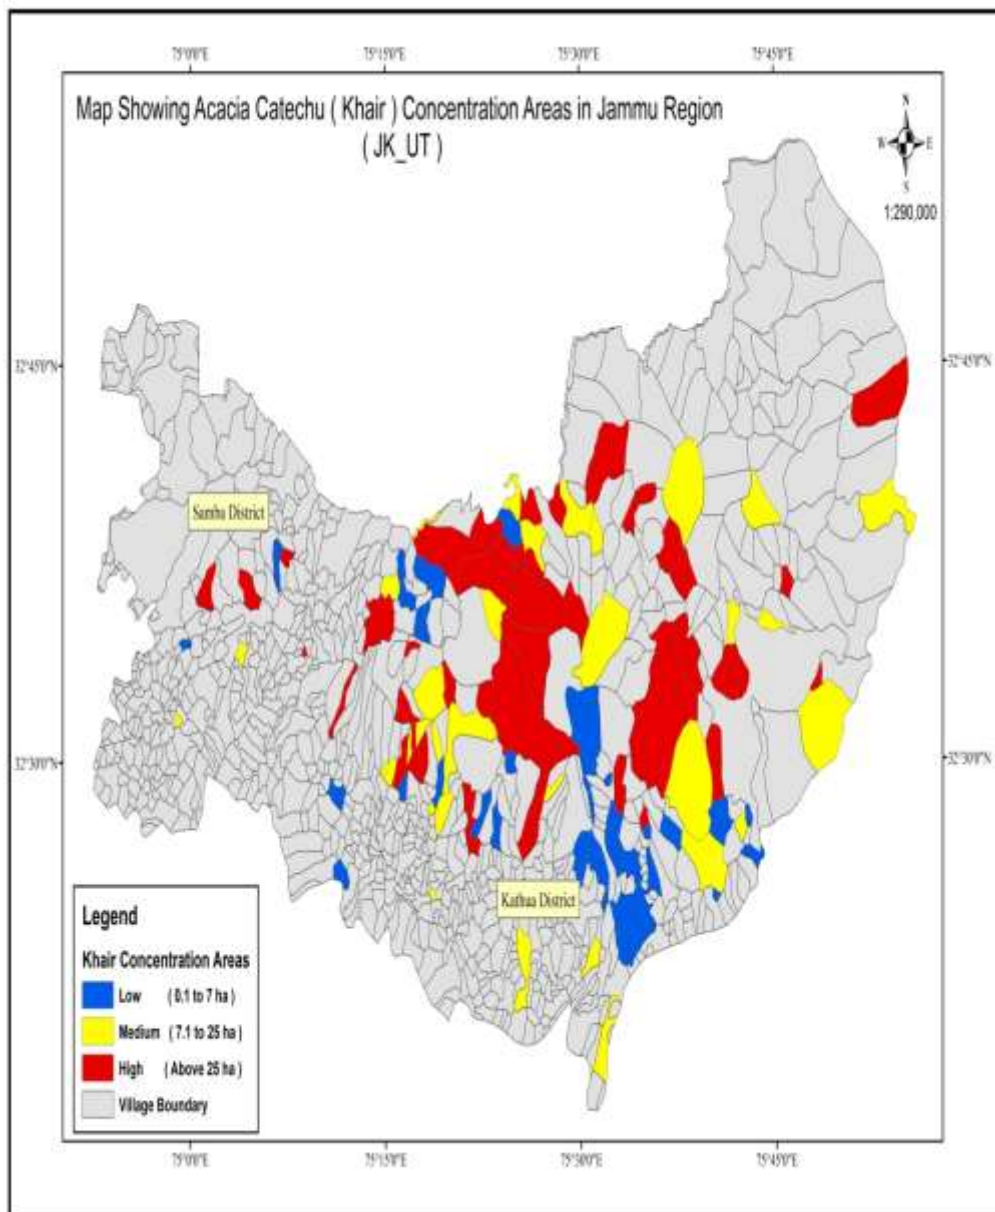 75°0'0"E 75°15'0"E 75°30'0"E 75°45'0"E
Map Showing Acacia Catechu ( Khair ) Concentration Areas in Jammu Region
( JK_UT )
N
W E
S
1:290,000
32°45'0"N 32°45'0"N
Samba District
32°30'0"N 32°30'0"N
Kathua District
Legend
Khair Concentration Areas
Low ( 0.1 to 7 ha )
Medium ( 7.1 to 25 ha )
High ( Above 25 ha )
Village Boundary
75°0'0"E 75°15'0"E 75°30'0"E 75°45'0"E